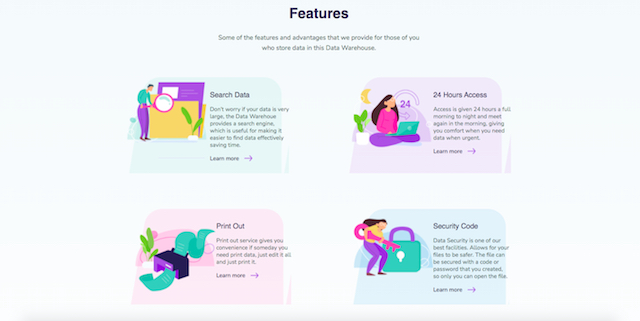 Features
Some of the features and advantages that we provide for those of you
who store data in this Data Warehouse.
Search Data
Don't worry if your data is very
large, the Data Warehoue
provides a search engine,
which is useful for making it
easier to find data effectively
saving time.
Learn more
24
24 Hours Access
Access is given 24 hours a full
morning to night and meet
again in the morning, giving
you comfort when you need
data when urgent.
Learn more
Print Out
Print out service gives you
convenience if someday you
need print data, just edit it all
and just print it.
Learn more
Security Code
Data Security is one of our
best facilities. Allows for your
files to be safer. The file can
be secured with a code or
password that you created,
so only you can open the file.
Learn more